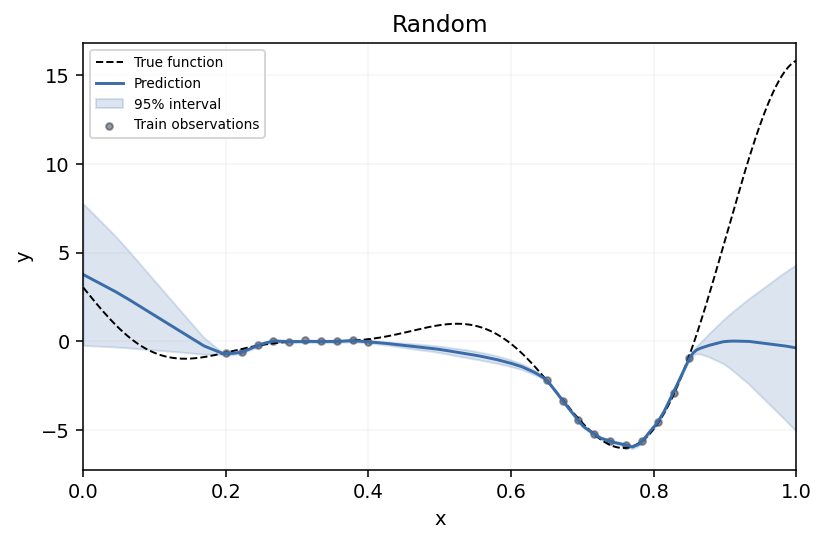 Random
True function
Prediction
95% interval
Train observations
y
15
10
5
0
−5
0.0 0.2 0.4 0.6 0.8 1.0
x